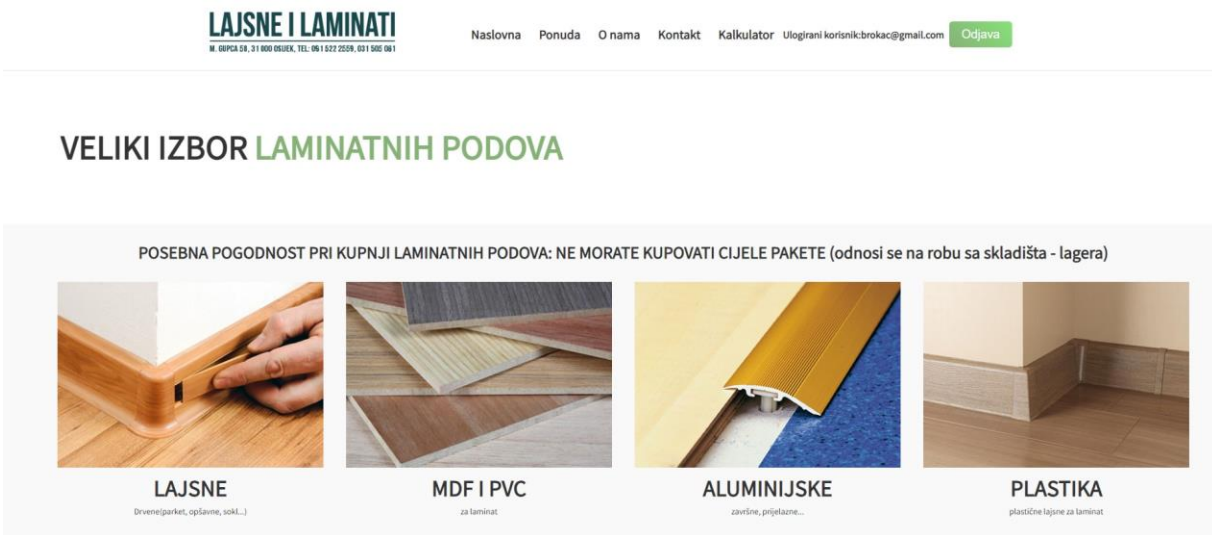 LAJSNE I LAMINATI
M. GUPCA 58, 31 000 OSIJEK, TEL: 091 522 2559, 031 505 061
Naslovna Ponuda O nama Kontakt Kalkulator Ulogirani korisnik:brokac@gmail.com Odjava
VELIKI IZBOR LAMINATNIH PODOVA
POSEBNA POGODNOST PRI KUPNJI LAMINATNIH PODOVA: NE MORATE KUPOVATI CIJELE PAKETE (odnosi se na robu sa skladišta - lagera)
LAJSNE MDF I PVC ALUMINIJSKE PLASTIKA
Drvene(parket, opšavne, sokl...) za laminat završne, prijelazne... plastične lajsne za laminat